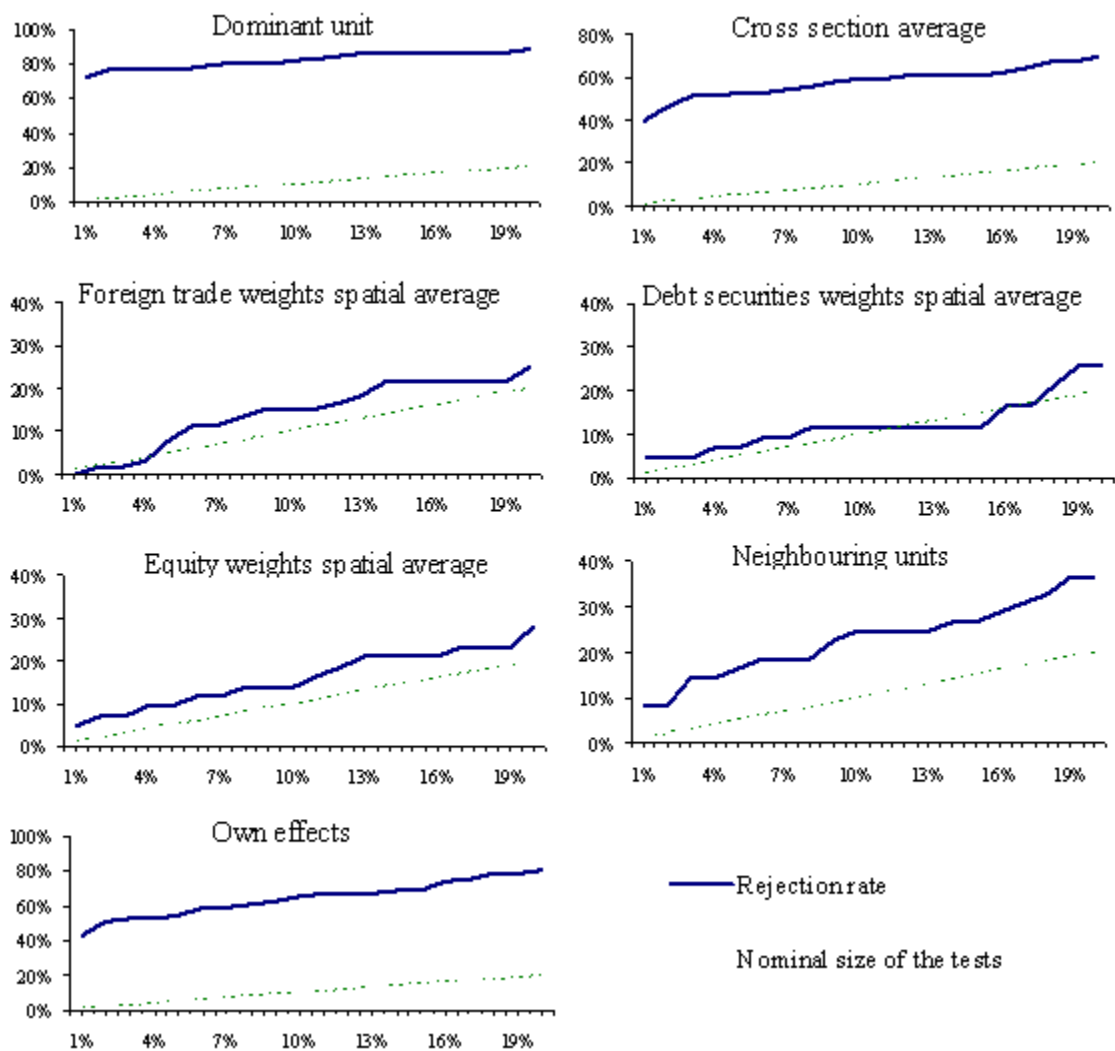 Dominant unit
100%
80%
60%
40%
20%
0%
1% 4% 7% 10% 13% 16% 19%
Cross section average
80%
60%
40%
20%
0%
1% 4% 7% 10% 13% 16% 19%
Foreign trade weights spatial average
40%
30%
20%
10%
0%
1% 4% 7% 10% 13% 16% 19%
Debt securities weights spatial average
40%
30%
20%
10%
0%
1% 4% 7% 10% 13% 16% 19%
Equity weights spatial average
40%
30%
20%
10%
0%
1% 4% 7% 10% 13% 16% 19%
Neighbouring units
40%
30%
20%
10%
0%
1% 4% 7% 10% 13% 16% 19%
Own effects
100%
80%
60%
40%
20%
0%
1% 4% 7% 10% 13% 16% 19%
Rejection rate
Nominal size of the tests